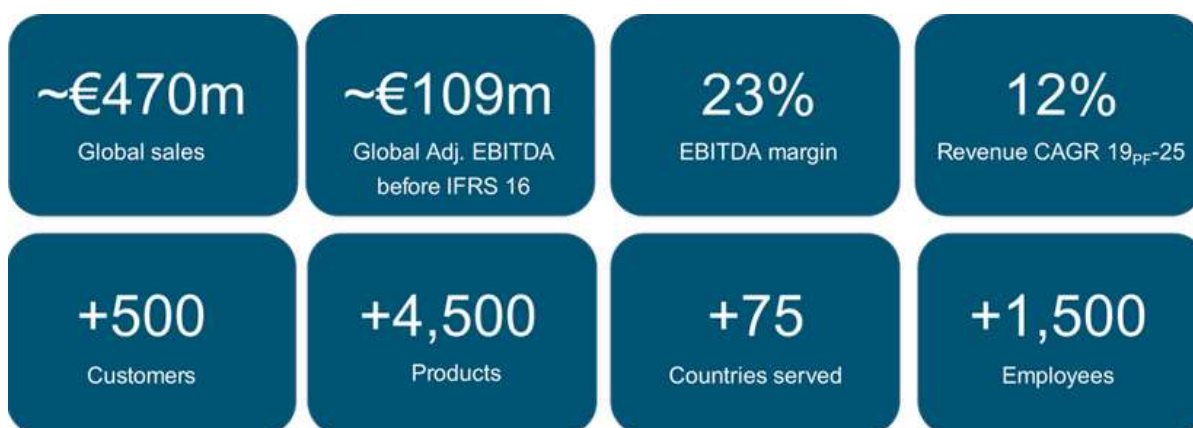 ~€470m
Global sales
~€109m
Global Adj. EBITDA
before IFRS 16
23%
EBITDA margin
12%
Revenue CAGR 19PF-25
+500
Customers
+4,500
Products
+75
Countries served
+1,500
Employees